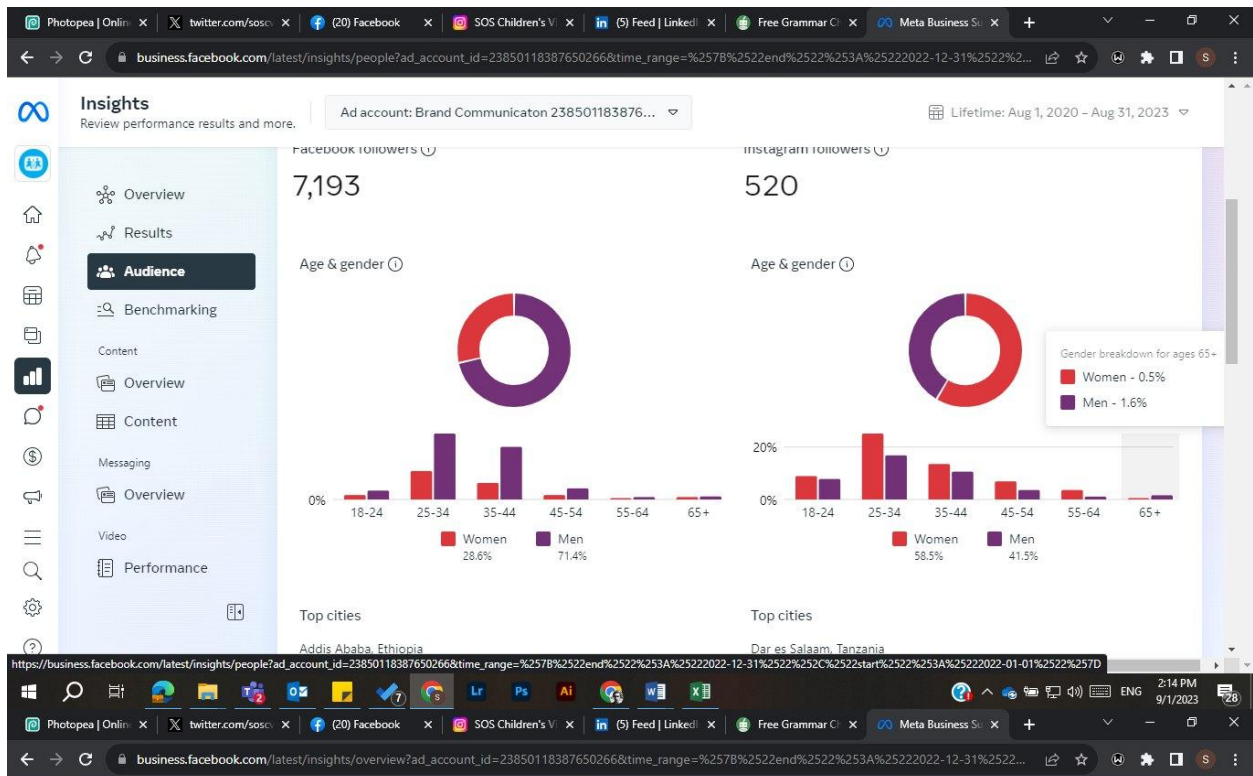 Photopea | Onlin
twitter.com/soscv
(20) Facebook
SOS Children's Vi
(5) Feed | LinkedI
Free Grammar Ch
Meta Business Su
business.facebook.com/latest/insights/people?ad_account_id=23850118387650266&time_range=%257B%2522end%2522%253A%25222022-12-31%2522%2...
S
Insights
Review performance results and more.
Ad account: Brand Communicaton 238501183876...
Lifetime: Aug 1, 2020 – Aug 31, 2023
Overview
Results
Audience
Benchmarking
Content
Overview
Content
Messaging
Overview
Video
Performance
Facebook followers
7,193
Age & gender
0%
18-24 25-34 35-44 45-54 55-64 65+
Women Men
28.6% 71.4%
Top cities
Addis Ababa, Ethiopia
Instagram followers
520
Age & gender
Gender breakdown for ages 65+
Women - 0.5%
Men - 1.6%
20%
0%
18-24 25-34 35-44 45-54 55-64 65+
Women Men
58.5% 41.5%
Top cities
Dar es Salaam, Tanzania
https://business.facebook.com/latest/insights/people?ad_account_id=23850118387650266&time_range=%257B%2522end%2522%253A%25222022-12-31%2522%252C%2522start%2522%253A%25222022-01-01%2522%257D
2
7
S
Lr
Ps
Ai
ENG
2:14 PM
9/1/2023
28
Photopea | Onlin
twitter.com/soscv
(20) Facebook
SOS Children's Vi
(5) Feed | LinkedI
Free Grammar Ch
Meta Business Su
business.facebook.com/latest/insights/overview?ad_account_id=23850118387650266&time_range=%257B%2522end%2522%253A%25222022-12-31%2522...
S